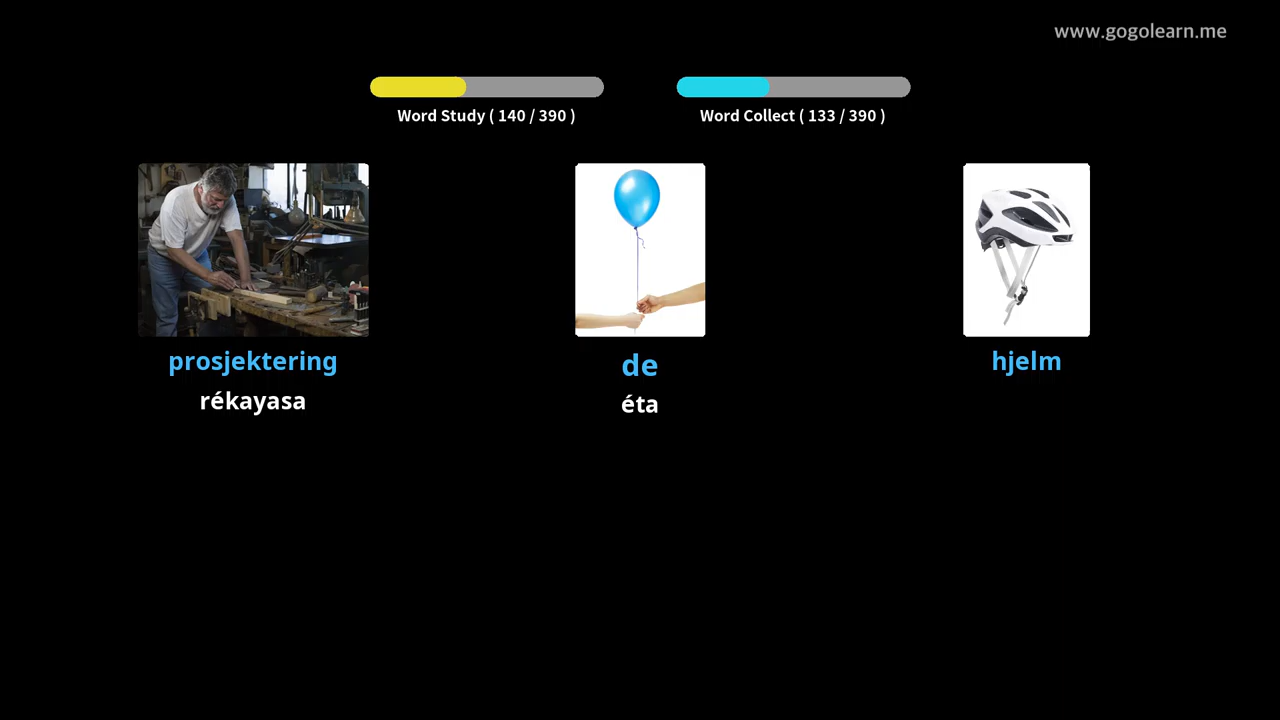 www.gogolearn.me
Word Study ( 140 / 390 )
Word Collect ( 133 / 390 )
prosjektering
rékayasa
de
éta
hjelm